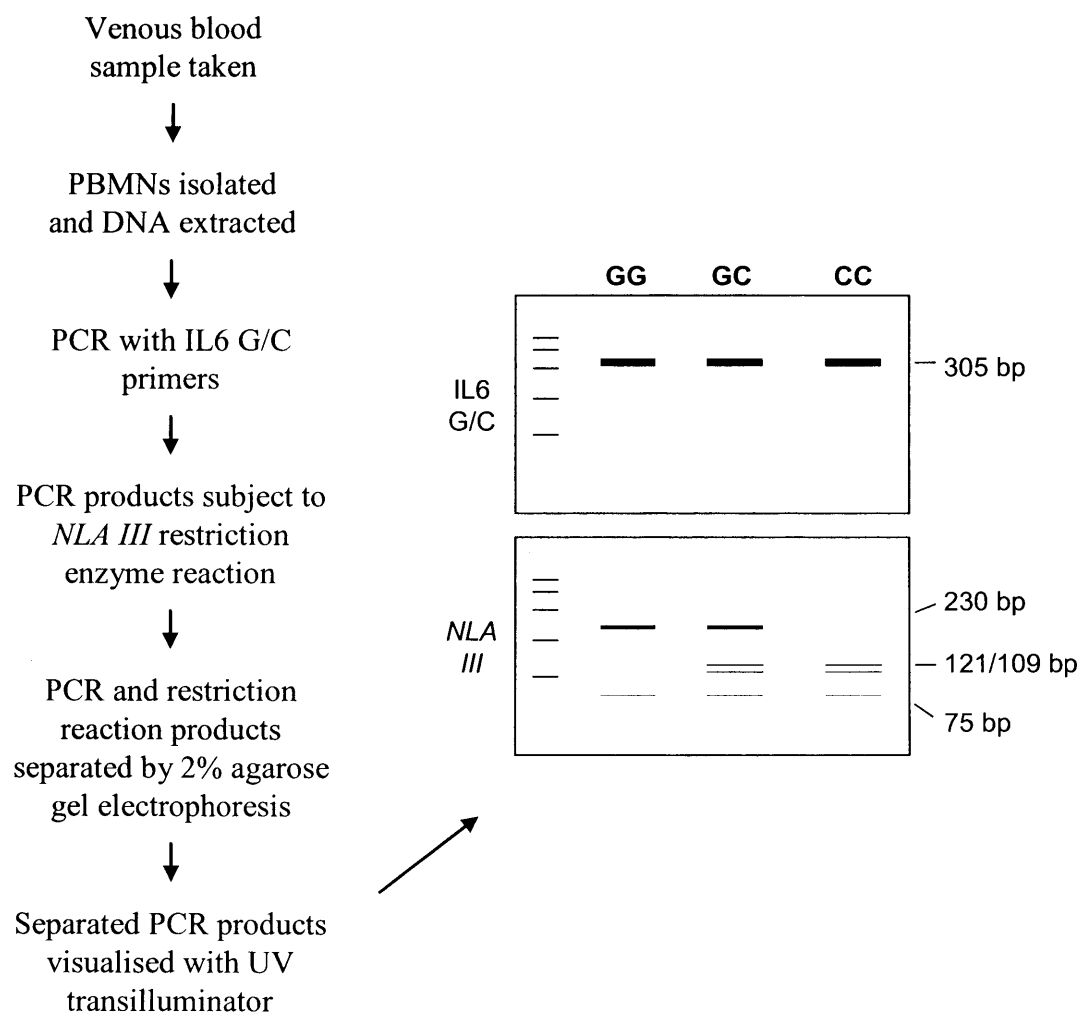 Venous blood
sample taken
PBMNs isolated
and DNA extracted
PCR with IL6 G/C
primers
PCR products subject to
NLA III restriction
enzyme reaction
PCR and restriction
reaction products
separated by 2% agarose
gel electrophoresis
Separated PCR products
visualised with UV
transilluminator
GG GC CC
IL6
G/C
305 bp
NLA
III
230 bp
121/109 bp
75 bp